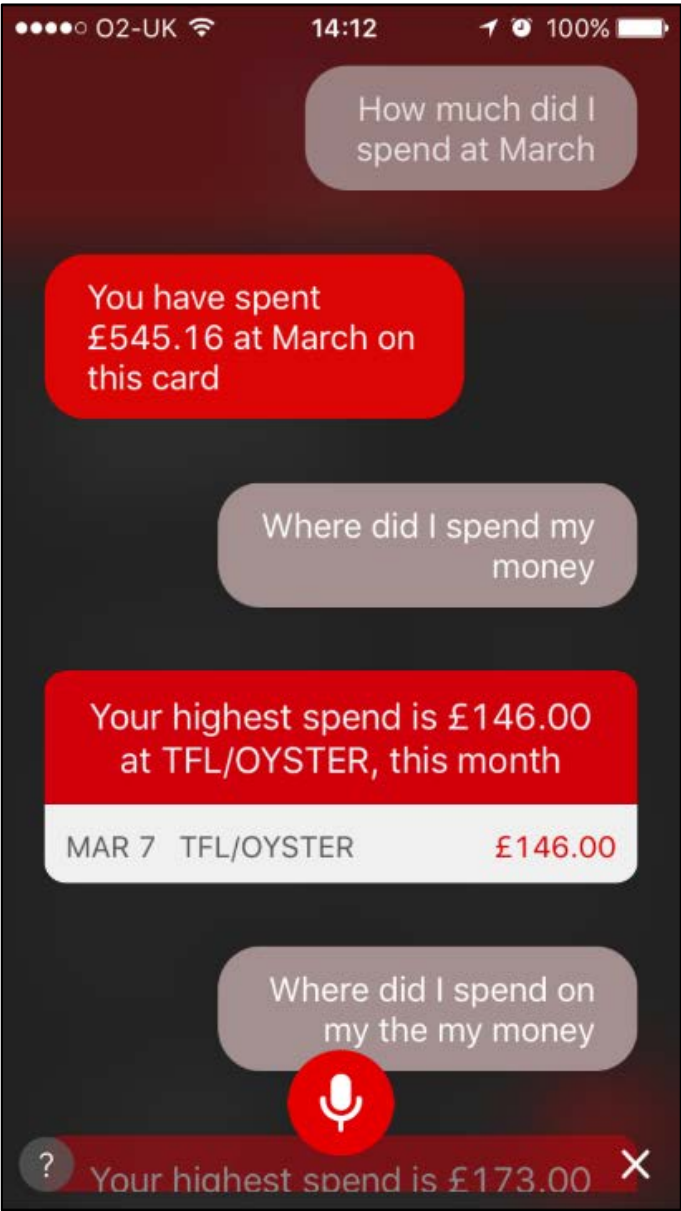 O2-UK 14:12 100%
How much did I
spend at March
You have spent
£545.16 at March on
this card
Where did I spend my
money
Your highest spend is £146.00
at TFL/OYSTER, this month
MAR 7 TFL/OYSTER £146.00
Where did I spend on
my the my money
?
Your highest spend is £173.00